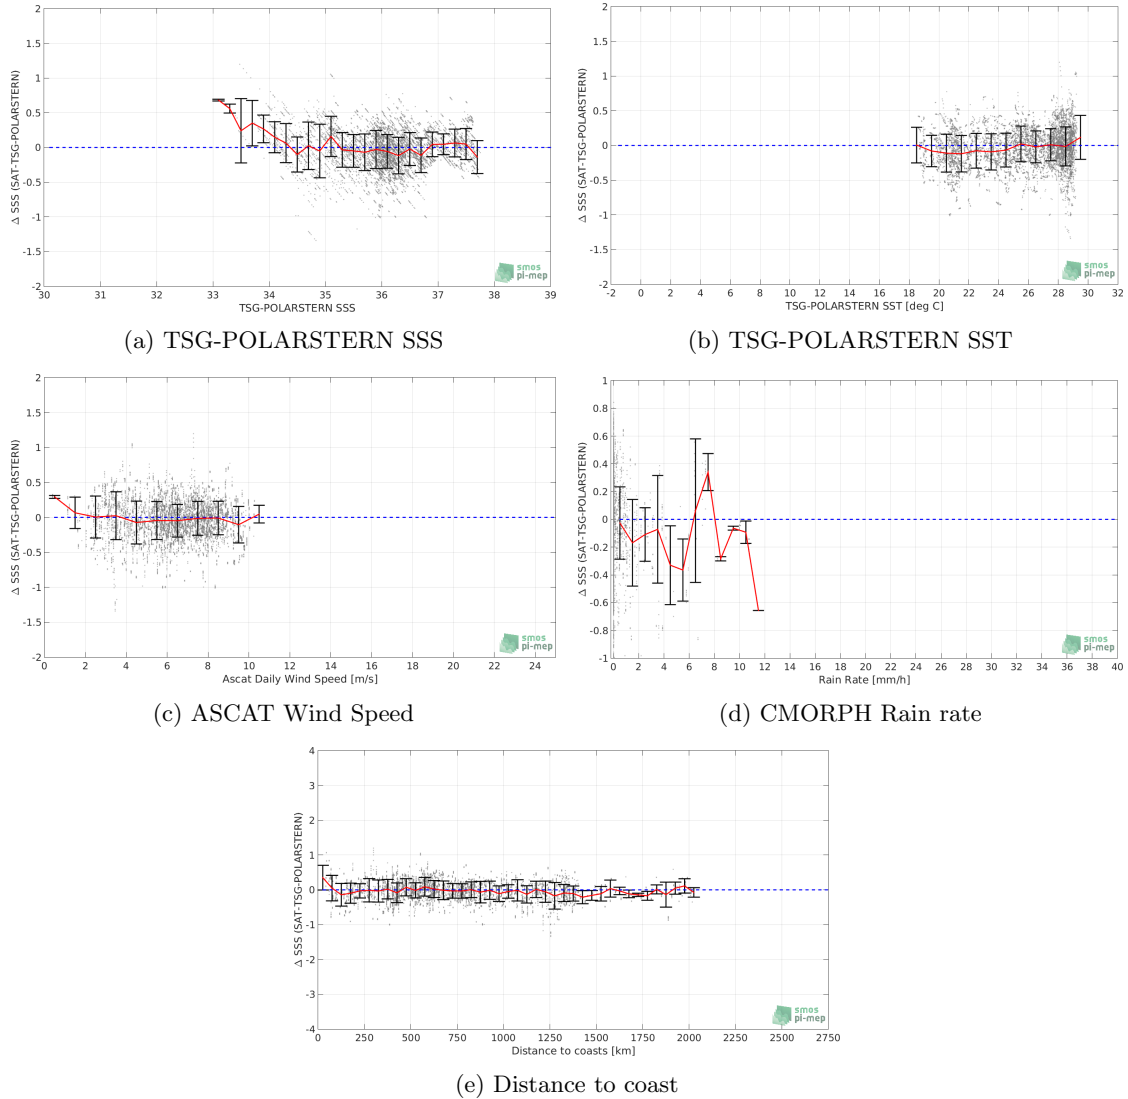 2
1.5
1
0.5
0
-0.5
-1
-1.5
-2
Δ SSS (SAT-TSG-POLARSTERN)
30 31 32 33 34 35 36 37 38 39
TSG-POLARSTERN SSS
smos
pi-mep
(a) TSG-POLARSTERN SSS
2
1.5
1
0.5
0
-0.5
-1
-1.5
-2
Δ SSS (SAT-TSG-POLARSTERN)
-2 0 2 4 6 8 10 12 14 16 18 20 22 24 26 28 30 32
TSG-POLARSTERN SST [deg C]
smos
pi-mep
(b) TSG-POLARSTERN SST
2
1.5
1
0.5
0
-0.5
-1
-1.5
-2
Δ SSS (SAT-TSG-POLARSTERN)
0 2 4 6 8 10 12 14 16 18 20 22 24
Ascat Daily Wind Speed [m/s]
smos
pi-mep
(c) ASCAT Wind Speed
1
0.8
0.6
0.4
0.2
0
-0.2
-0.4
-0.6
-0.8
-1
Δ SSS (SAT-TSG-POLARSTERN)
0 2 4 6 8 10 12 14 16 18 20 22 24 26 28 30 32 34 36 38 40
Rain Rate [mm/h]
smos
pi-mep
(d) CMORPH Rain rate
4
3
2
1
0
-1
-2
-3
-4
Δ SSS (SAT-TSG-POLARSTERN)
0 250 500 750 1000 1250 1500 1750 2000 2250 2500 2750
Distance to coasts [km]
smos
pi-mep
(e) Distance to coast